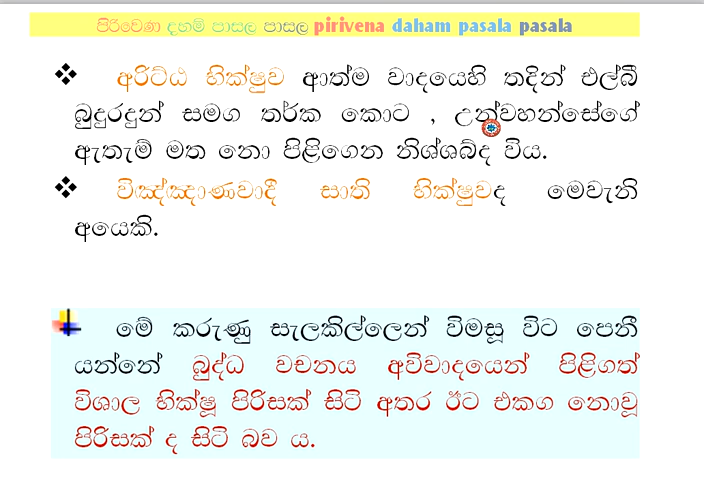 පිරිවෙණ දහම් පාසල පාසල pirivena daham pasala pasala
අරිට්ඨ භික්ෂුව ආත්ම වාදයෙහි තදින් එල්බී
බුදුරදුන් සමග තර්ක කොට , උන්වහන්සේගේ
ඇතැම් මත නො පිළිගෙන නිශ්ශබ්ද විය.
විඤ්ඤාණවාදී සාති භික්ෂුවද මෙවැනි
අයෙකි.
මේ කරුණු සැලකිල්ලෙන් විමසූ විට පෙනී
යන්නේ බුද්ධ වචනය අවිවාදයෙන් පිළිගත්
විශාල භික්ෂු පිරිසක් සිටි අතර ඊට එකඟ නොවූ
පිරිසක් ද සිටි බව ය.